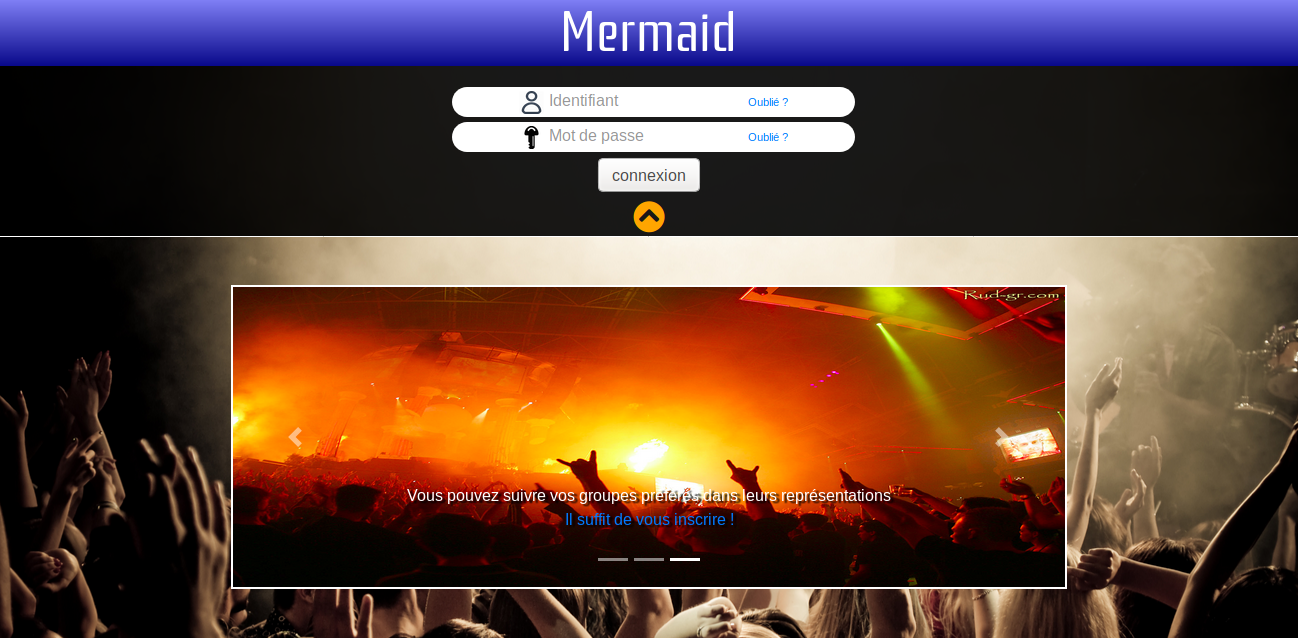 Mermaid
Identifiant Oublié ?
Mot de passe Oublié ?
connexion
Rud-gr.com
Vous pouvez suivre vos groupes préférés dans leurs représentations
Il suffit de vous inscrire !